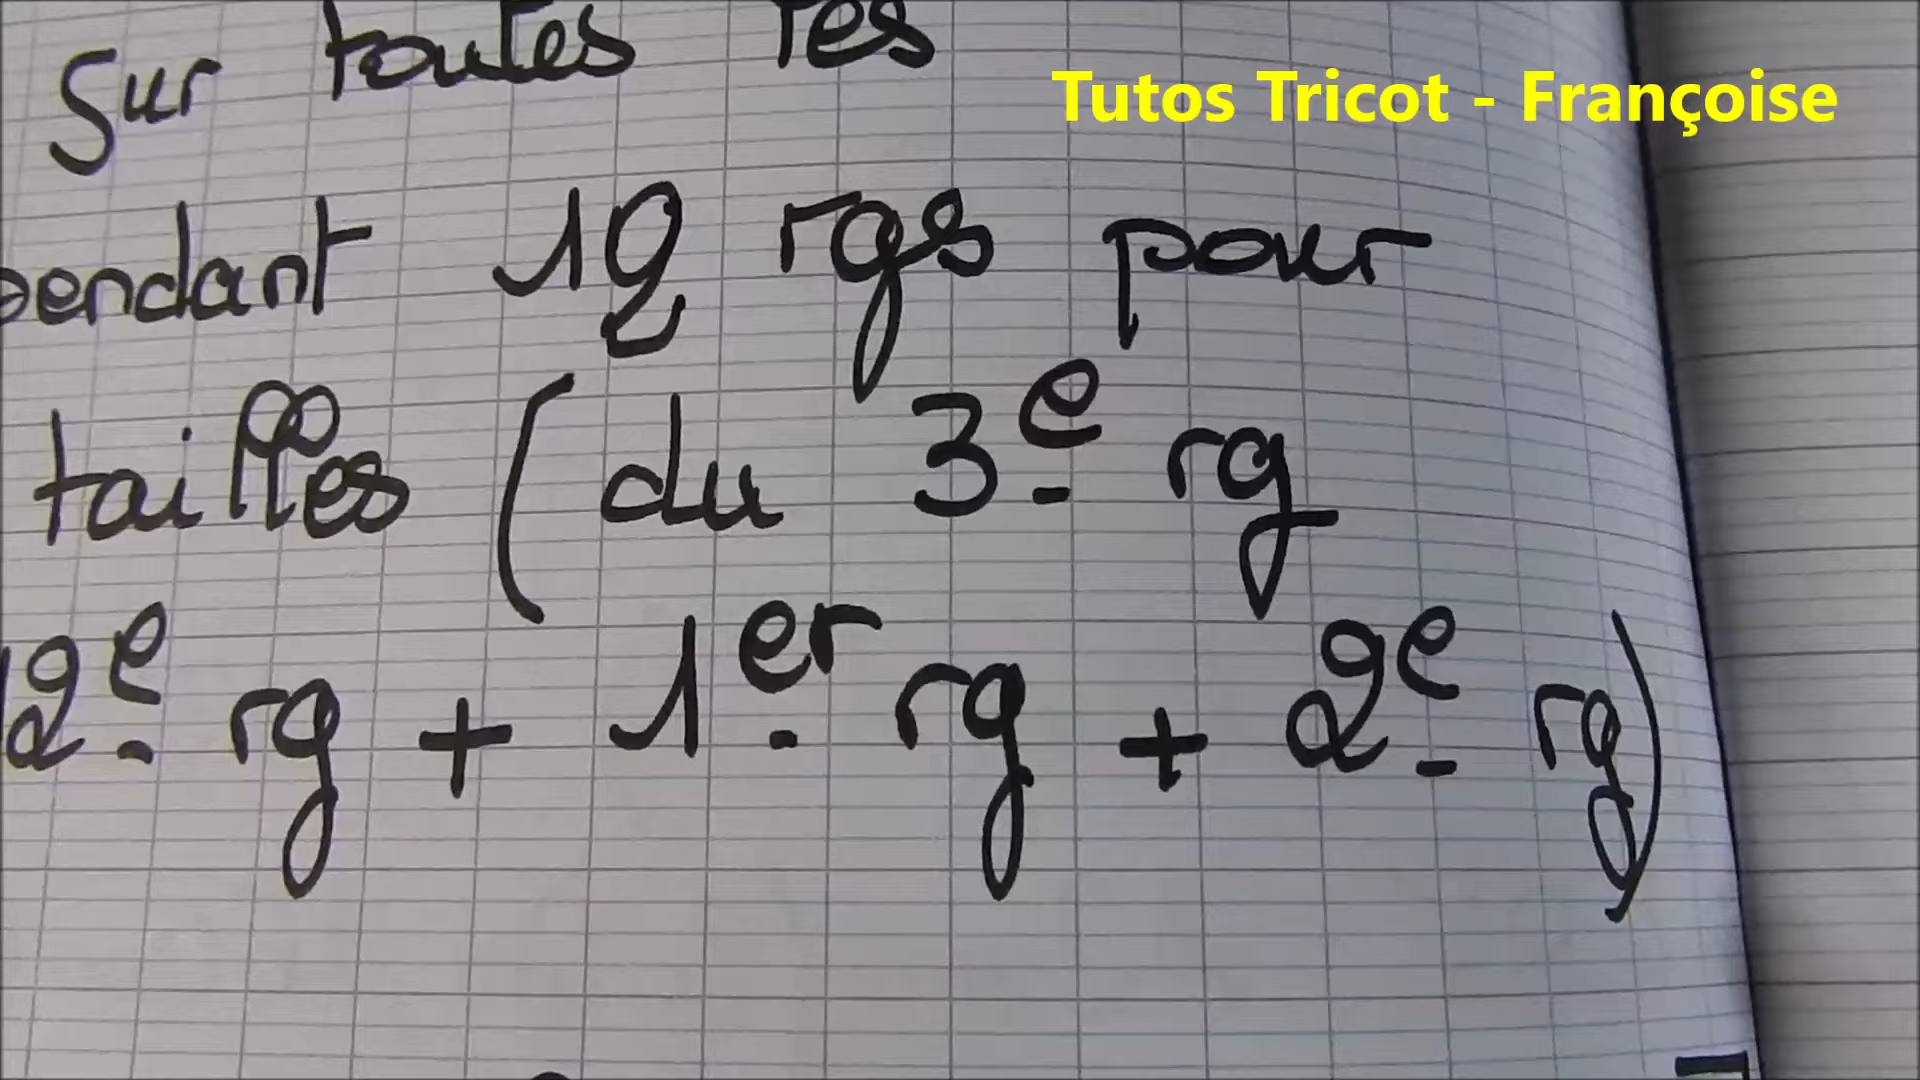 Sur toutes les
Tutos Tricot - Françoise
pendant 12 rgs pour
tailles (du 3e rg
12e rg + 1er rg + 2e rg)